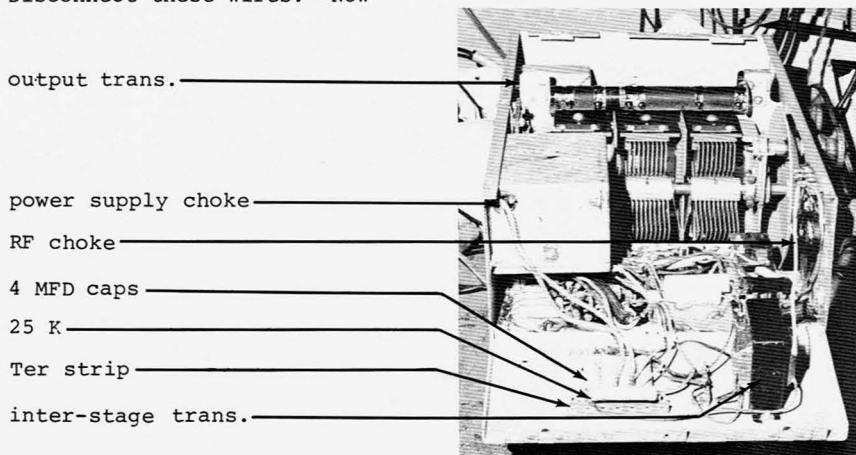 Disconnect these wires. Now
output trans.
power supply choke
RF choke
4 MFD caps
25 K
Ter strip
inter-stage trans.